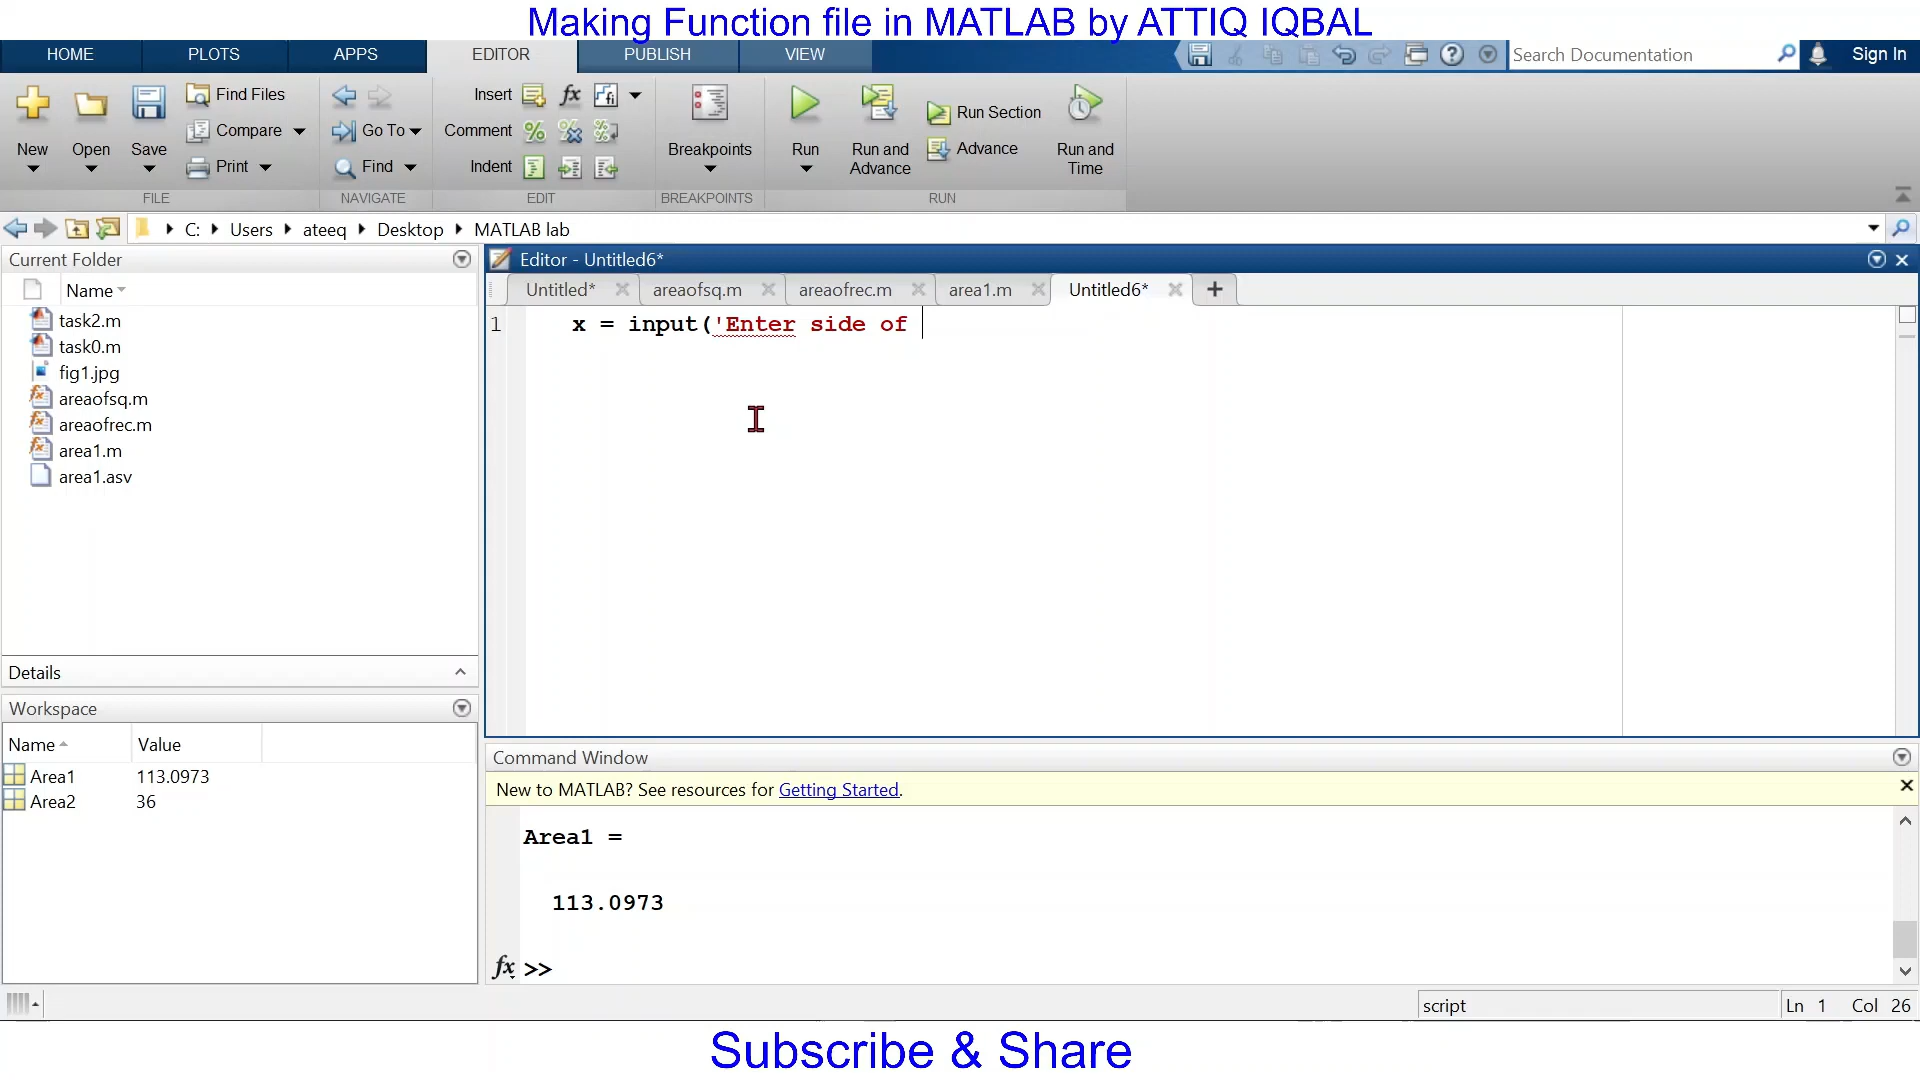 Making Function file in MATLAB by ATTIQ IQBAL
HOME PLOTS APPS EDITOR PUBLISH VIEW Search Documentation Sign In
New Open Save Find Files Compare Print
FILE
Go To Find
NAVIGATE
Insert fx fi
Comment
Indent
EDIT
Breakpoints
BREAKPOINTS
Run Run and Advance Run Section Advance Run and Time
RUN
C: Users ateeq Desktop MATLAB lab
Current Folder
Name
task2.m
task0.m
fig1.jpg
areaofsq.m
areaofrec.m
area1.m
area1.asv
Details
Workspace
Name Value
Area1 113.0973
Area2 36
Editor - Untitled6*
Untitled* areaofsq.m areaofrec.m area1.m Untitled6* +
1 x = input('Enter side of
Command Window
New to MATLAB? See resources for Getting Started.
Area1 =
113.0973
fx >>
script Ln 1 Col 26
Subscribe & Share